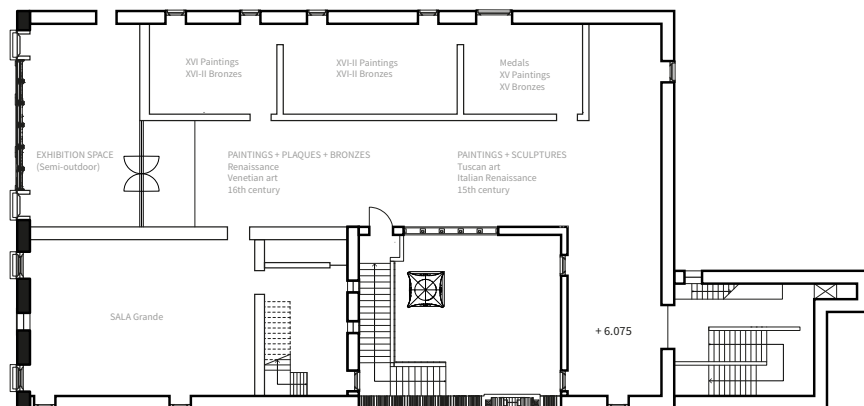 XVI Paintings
XVI-II Bronzes
XVI-II Paintings
XVI-II Bronzes
Medals
XV Paintings
XV Bronzes
EXHIBITION SPACE
(Semi-outdoor)
PAINTINGS + PLAQUES + BRONZES
Renaissance
Venetian art
16th century
PAINTINGS + SCULPTURES
Tuscan art
Italian Renaissance
15th century
SALA Grande
+ 6.075